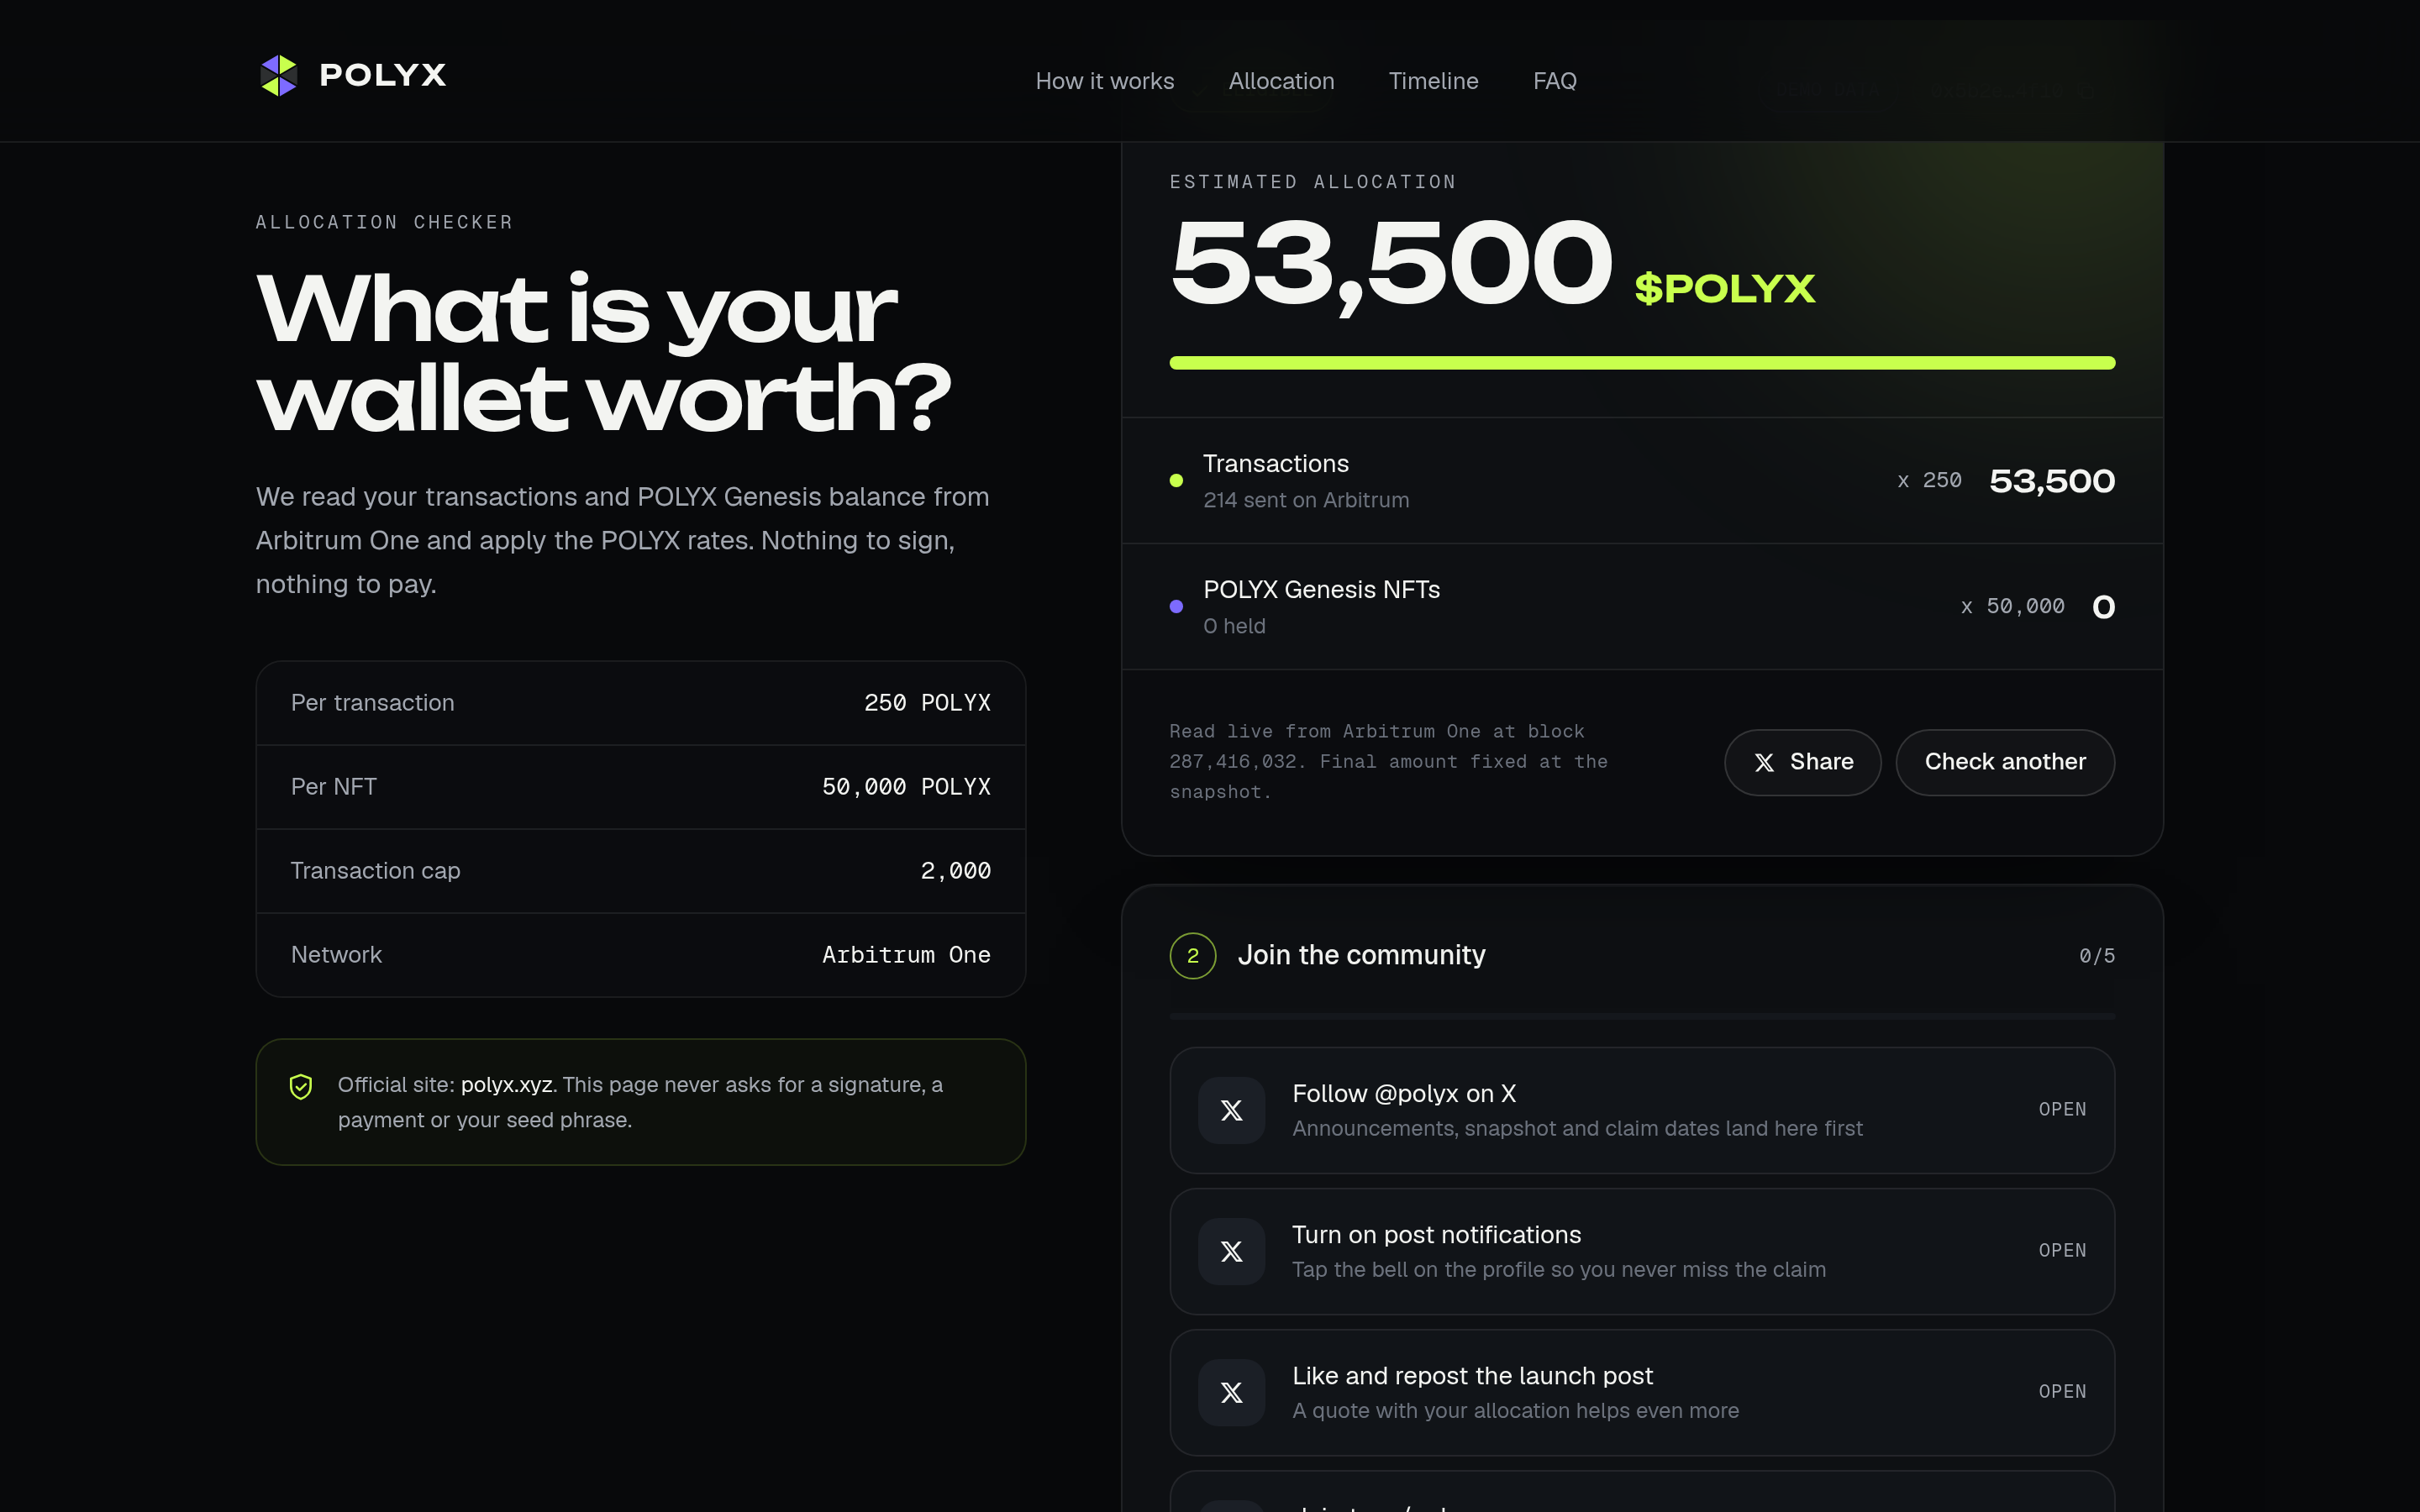 POLYX
How it works
Allocation
Timeline
FAQ
ALLOCATION CHECKER
What is your
wallet worth?
We read your transactions and POLYX Genesis balance from
Arbitrum One and apply the POLYX rates. Nothing to sign,
nothing to pay.
Per transaction 250 POLYX
Per NFT 50,000 POLYX
Transaction cap 2,000
Network Arbitrum One
Official site: polyx.xyz. This page never asks for a signature, a
payment or your seed phrase.
ESTIMATED ALLOCATION
53,500 $POLYX
Transactions
214 sent on Arbitrum
x 250 53,500
POLYX Genesis NFTs
0 held
x 50,000 0
Read live from Arbitrum One at block
287,416,032. Final amount fixed at the
snapshot.
Share
Check another
2 Join the community 0/5
Follow @polyx on X
Announcements, snapshot and claim dates land here first
OPEN
Turn on post notifications
Tap the bell on the profile so you never miss the claim
OPEN
Like and repost the launch post
A quote with your allocation helps even more
OPEN